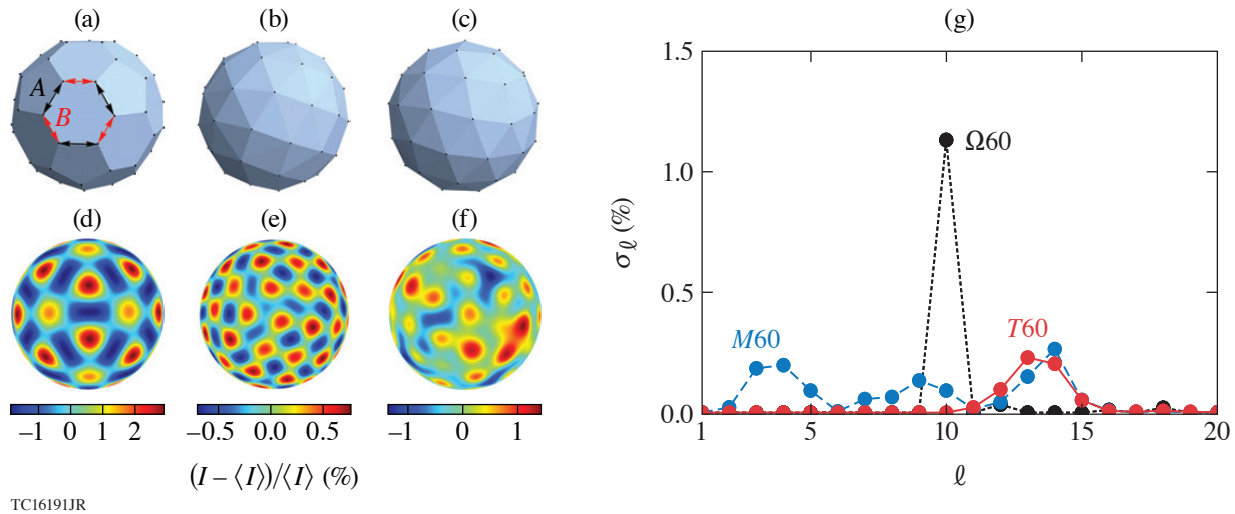 (a) (b) (c)
A
B
(d) (e) (f)
−1 0 1 2
−0.5 0.0 0.5
−1 0 1
(I − ⟨I⟩)/⟨I⟩ (%)
TC16191JR
(g)
1.5
1.0
0.5
0.0
σℓ (%)
Ω60
M60
T60
1 5 10 15 20
ℓ